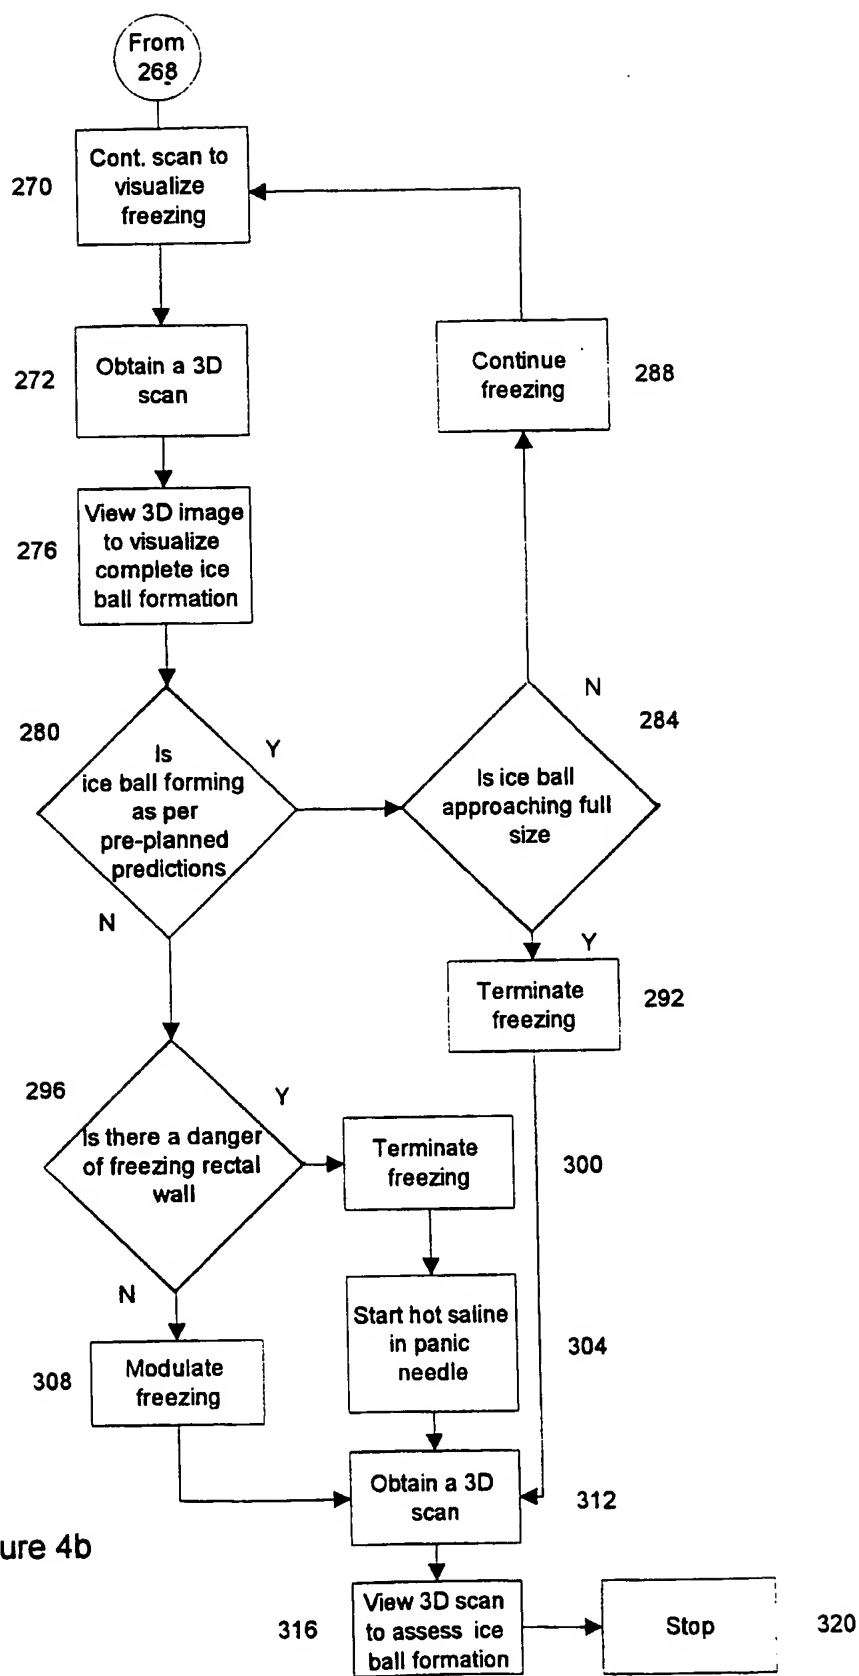 From
268
Cont. scan to
visualize
freezing
270
Obtain a 3D
scan
272
Continue
freezing
288
View 3D image
to visualize
complete ice
ball formation
276
280
Is
ice ball forming
as per
pre-planned
predictions
Y
N
N
284
Is ice ball
approaching full
size
Y
Terminate
freezing
292
296
Is there a danger
of freezing rectal
wall
Y
N
Terminate
freezing
300
Start hot saline
in panic
needle
304
308
Modulate
freezing
Obtain a 3D
scan
312
ure 4b
316
View 3D scan
to assess ice
ball formation
Stop
320